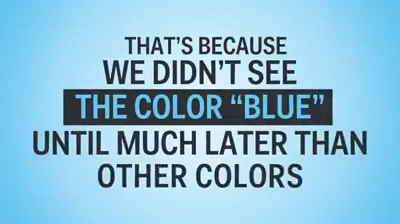 THAT'S BECAUSE
WE DIDN'T SEE
THE COLOR “BLUE”
UNTIL MUCH LATER THAN
OTHER COLORS